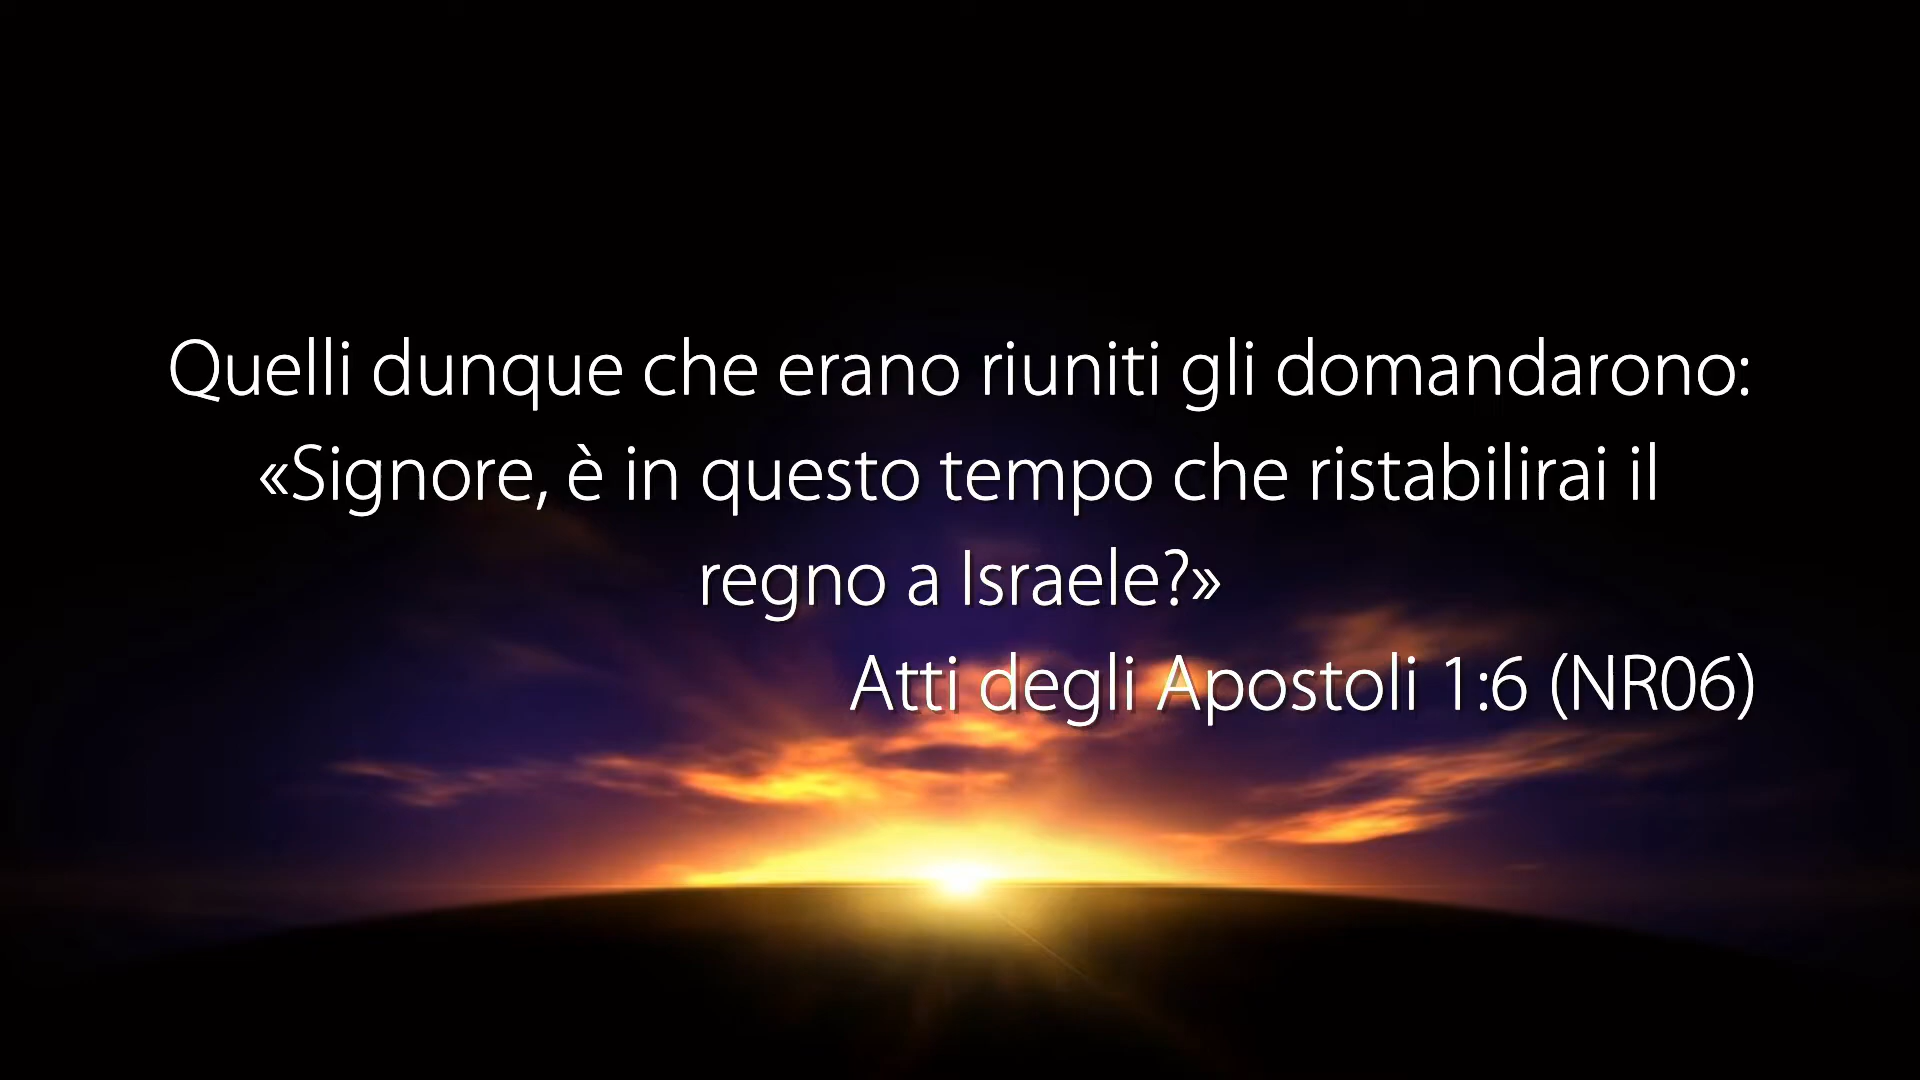 Quelli dunque che erano riuniti gli domandarono:
«Signore, è in questo tempo che ristabilirai il
regno a Israele?»
Atti degli Apostoli 1:6 (NR06)